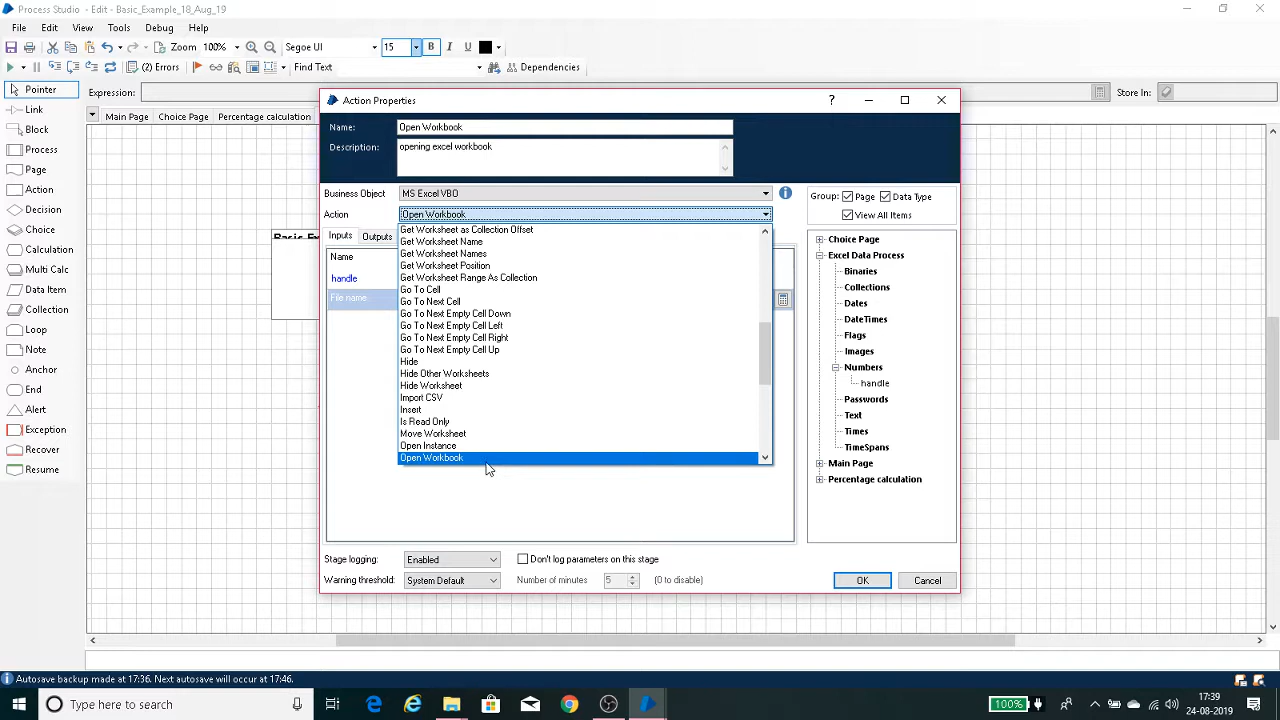 Process Studio - Edit - Basic_Example_18_Aug_19
File Edit View Tools Debug Help
Zoom 100% Segoe UI 15 B I U
(2) Errors Find Text Dependencies
Pointer
Link
Block
Process
Page
Action
Decision
Choice
Calculation
Multi Calc
Data Item
Collection
Loop
Note
Anchor
End
Alert
Exception
Recover
Resume
Expression: Store In:
Main Page Choice Page Percentage calculation
Action Properties ?
Name: Open Workbook
Description: opening excel workbook
Business Object MS Excel VBO
Action Open Workbook
Inputs Outputs
Name
handle
File name
Get Worksheet as Collection Offset
Get Worksheet Name
Get Worksheet Names
Get Worksheet Position
Get Worksheet Range As Collection
Go To Cell
Go To Next Cell
Go To Next Empty Cell Down
Go To Next Empty Cell Left
Go To Next Empty Cell Right
Go To Next Empty Cell Up
Hide
Hide Other Worksheets
Hide Worksheet
Import CSV
Insert
Is Read Only
Move Worksheet
Open Instance
Open Workbook
Group: Page Data Type
View All Items
Choice Page
Excel Data Process
Binaries
Collections
Dates
DateTimes
Flags
Images
Numbers
handle
Passwords
Text
Times
TimeSpans
Main Page
Percentage calculation
Stage logging: Enabled Don't log parameters on this stage
Warning threshold: System Default Number of minutes 5 (0 to disable)
OK Cancel
Autosave backup made at 17:36. Next autosave will occur at 17:46.
Type here to search
100%
17:39
24-08-2019